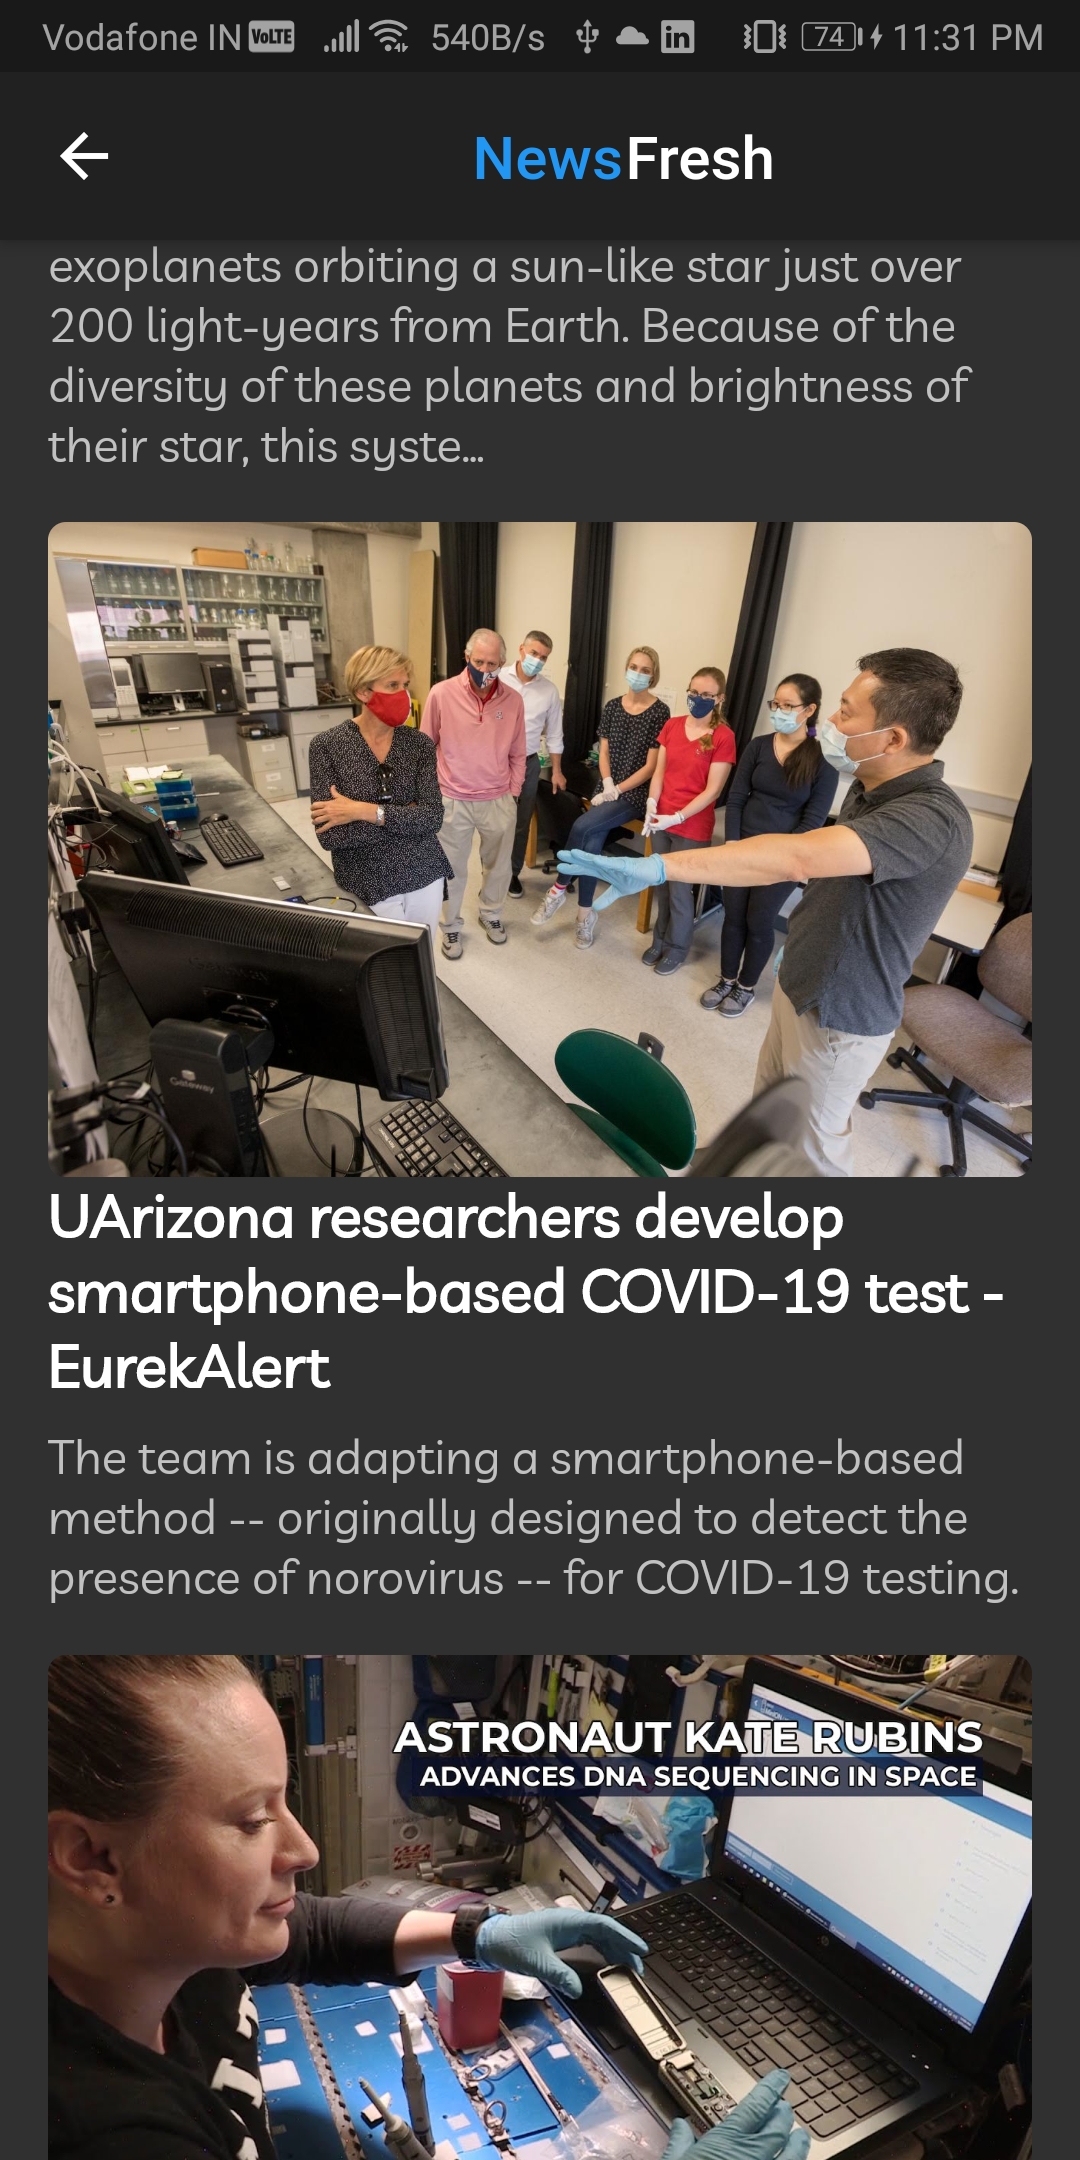 Vodafone IN VoLTE 540B/s 74 11:31 PM
NewsFresh
exoplanets orbiting a sun-like star just over
200 light-years from Earth. Because of the
diversity of these planets and brightness of
their star, this syste...
Gateway
UArizona researchers develop
smartphone-based COVID-19 test -
EurekAlert
The team is adapting a smartphone-based
method -- originally designed to detect the
presence of norovirus -- for COVID-19 testing.
ASTRONAUT KATE RUBINS
ADVANCES DNA SEQUENCING IN SPACE